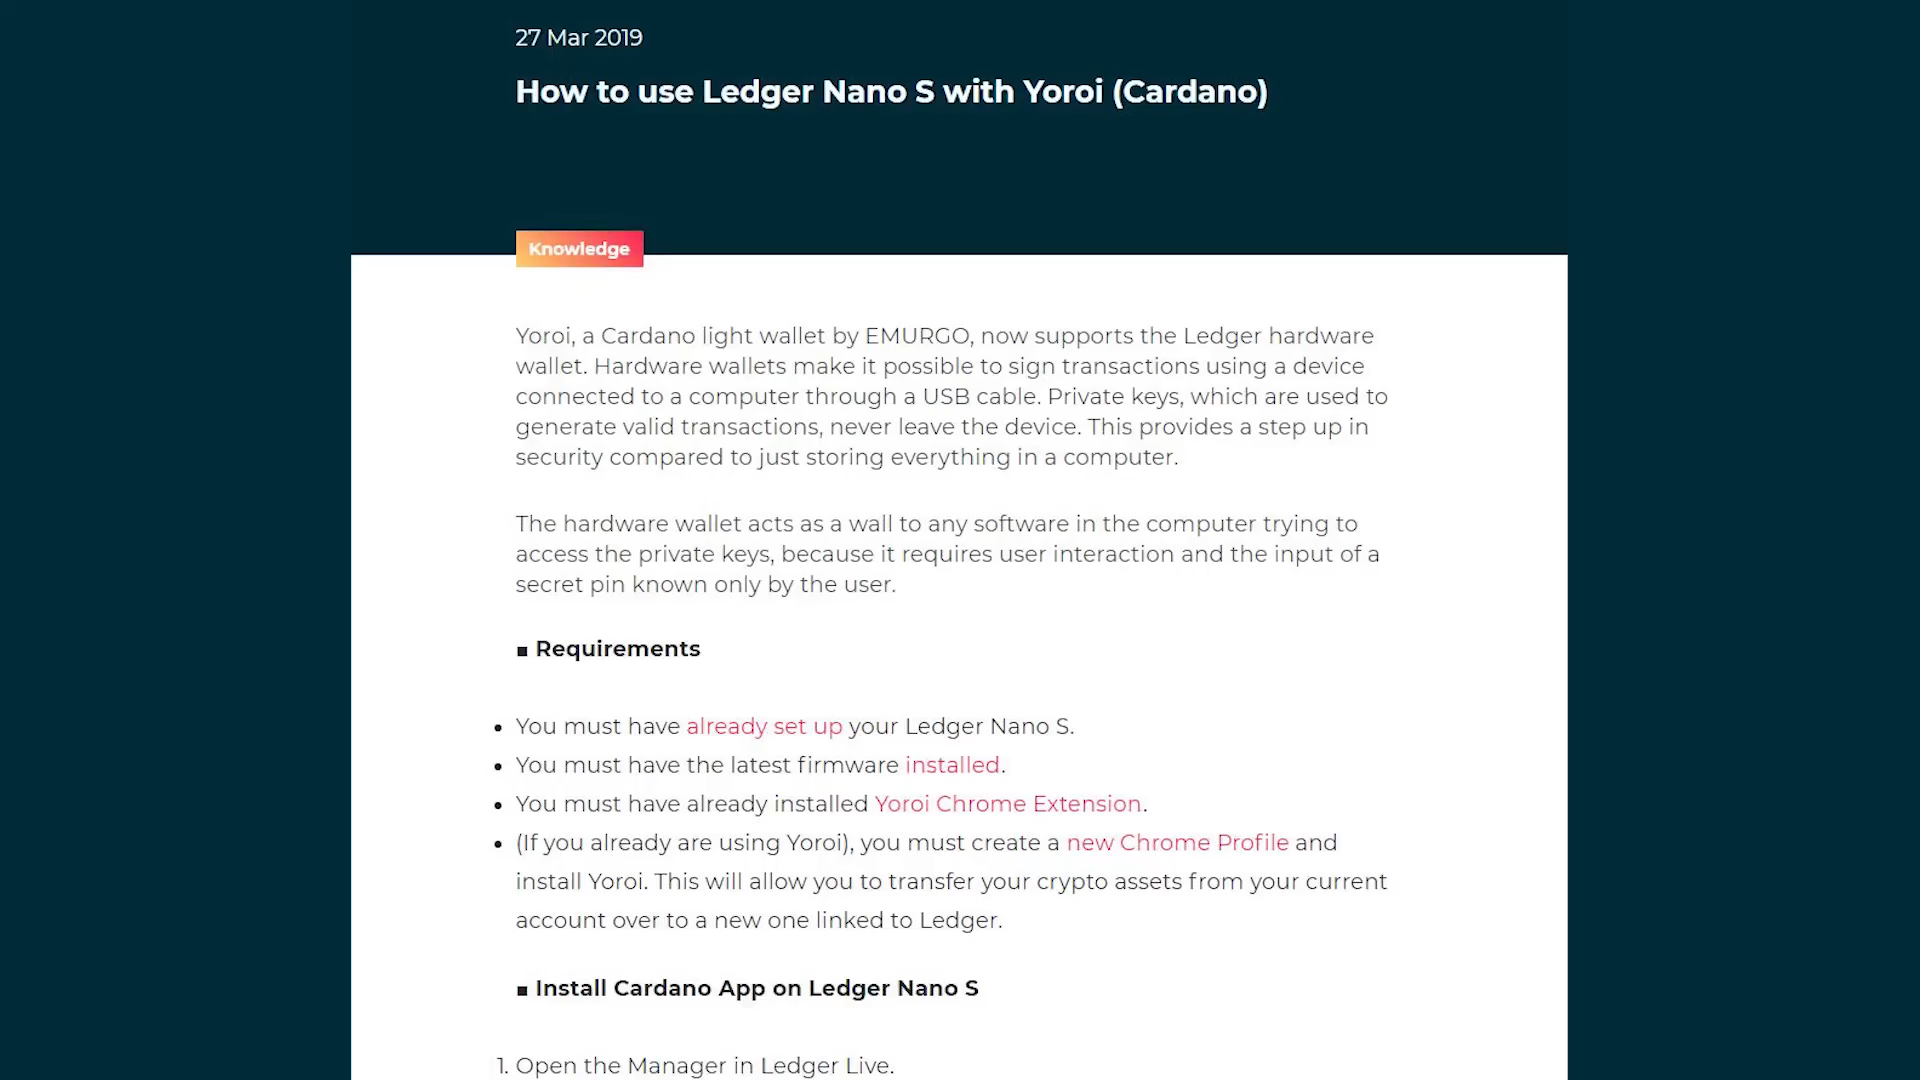 27 Mar 2019
How to use Ledger Nano S with Yoroi (Cardano)
Knowledge
Yoroi, a Cardano light wallet by EMURGO, now supports the Ledger hardware
wallet. Hardware wallets make it possible to sign transactions using a device
connected to a computer through a USB cable. Private keys, which are used to
generate valid transactions, never leave the device. This provides a step up in
security compared to just storing everything in a computer.
The hardware wallet acts as a wall to any software in the computer trying to
access the private keys, because it requires user interaction and the input of a
secret pin known only by the user.
■ Requirements
• You must have already set up your Ledger Nano S.
• You must have the latest firmware installed.
• You must have already installed Yoroi Chrome Extension.
• (If you already are using Yoroi), you must create a new Chrome Profile and
install Yoroi. This will allow you to transfer your crypto assets from your current
account over to a new one linked to Ledger.
■ Install Cardano App on Ledger Nano S
1. Open the Manager in Ledger Live.